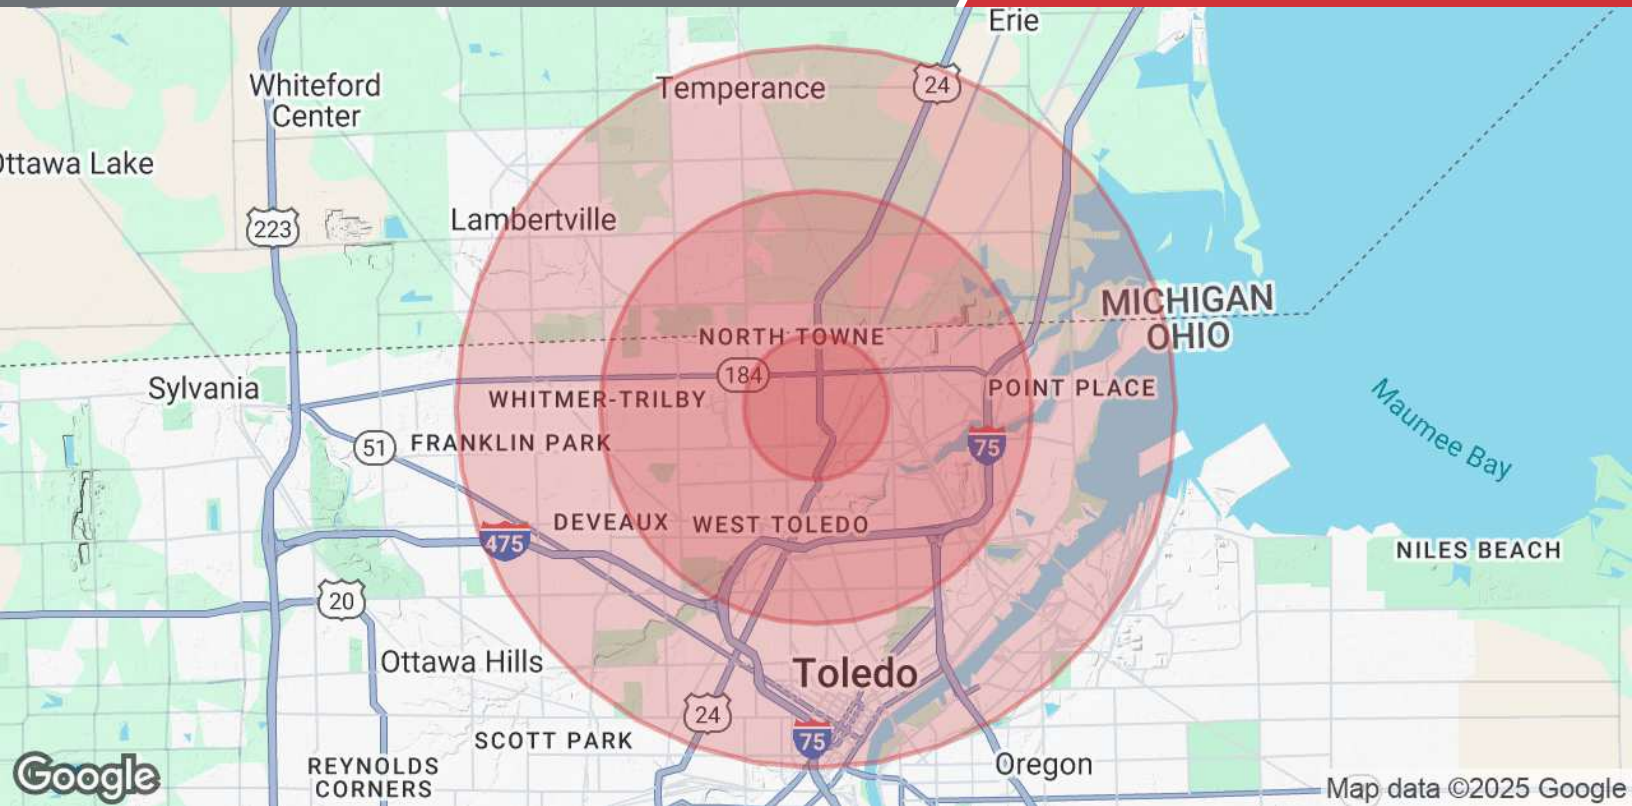 Erie
Whiteford
Center
Temperance
24
Ottawa Lake
Lambertville
223
MICHIGAN
OHIO
NORTH TOWNE
184
Sylvania
WHITMER-TRILBY
POINT PLACE
Maumee Bay
51
FRANKLIN PARK
75
DEVEAUX
WEST TOLEDO
475
NILES BEACH
20
Ottawa Hills
Toledo
24
SCOTT PARK
75
Oregon
REYNOLDS
CORNERS
Google
Map data ©2025 Google